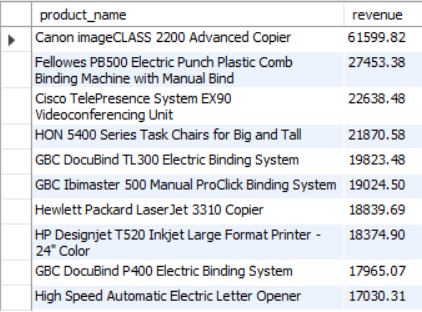 product_name revenue
Canon imageCLASS 2200 Advanced Copier 61599.82
Fellowes PB500 Electric Punch Plastic Comb 27453.38
Binding Machine with Manual Bind
Cisco TelePresence System EX90 22638.48
Videoconferencing Unit
HON 5400 Series Task Chairs for Big and Tall 21870.58
GBC DocuBind TL300 Electric Binding System 19823.48
GBC Ibimaster 500 Manual ProClick Binding System 19024.50
Hewlett Packard LaserJet 3310 Copier 18839.69
HP Designjet T520 Inkjet Large Format Printer - 18374.90
24" Color
GBC DocuBind P400 Electric Binding System 17965.07
High Speed Automatic Electric Letter Opener 17030.31